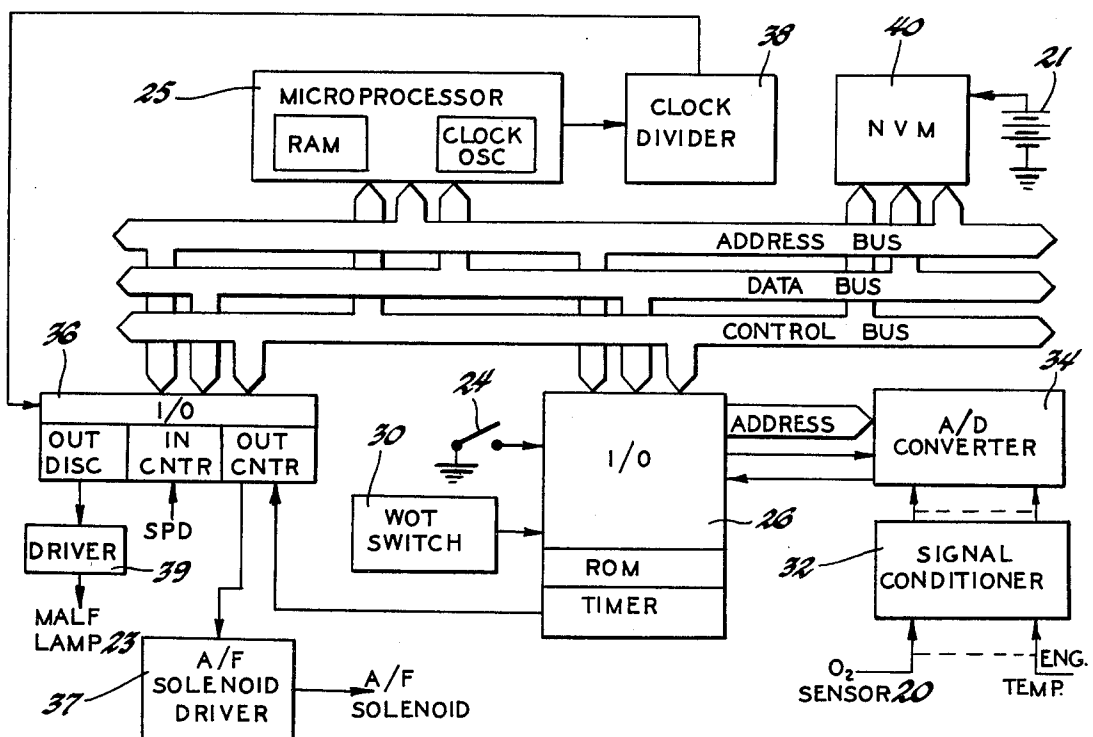 38
40
21
25
MICROPROCESSOR
RAM
CLOCK
OSC
CLOCK
DIVIDER
NVM
ADDRESS BUS
DATA BUS
CONTROL BUS
36
I/O
OUT
DISC
IN
CNTR
OUT
CNTR
SPD
DRIVER
39
MALF
LAMP 23
A/F
SOLENOID
DRIVER
37
A/F
SOLENOID
24
30
WOT
SWITCH
I/O
26
ROM
TIMER
ADDRESS
34
A/D
CONVERTER
32
SIGNAL
CONDITIONER
O2
SENSOR 20
ENG.
TEMP.